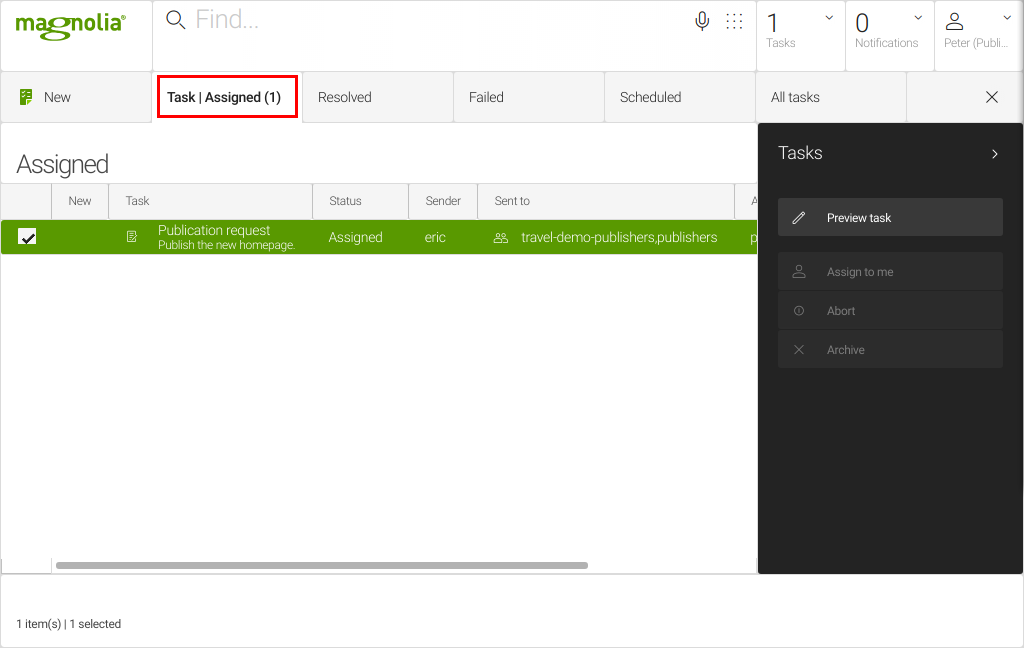 magnolia®
Find...
1
Tasks
0
Notifications
Peter (Publi...
New
Task | Assigned (1)
Resolved
Failed
Scheduled
All tasks
Assigned
New
Task
Status
Sender
Sent to
A
Publication request
Publish the new homepage.
Assigned
eric
travel-demo-publishers,publishers
p
Tasks
Preview task
Assign to me
Abort
Archive
1 item(s) | 1 selected